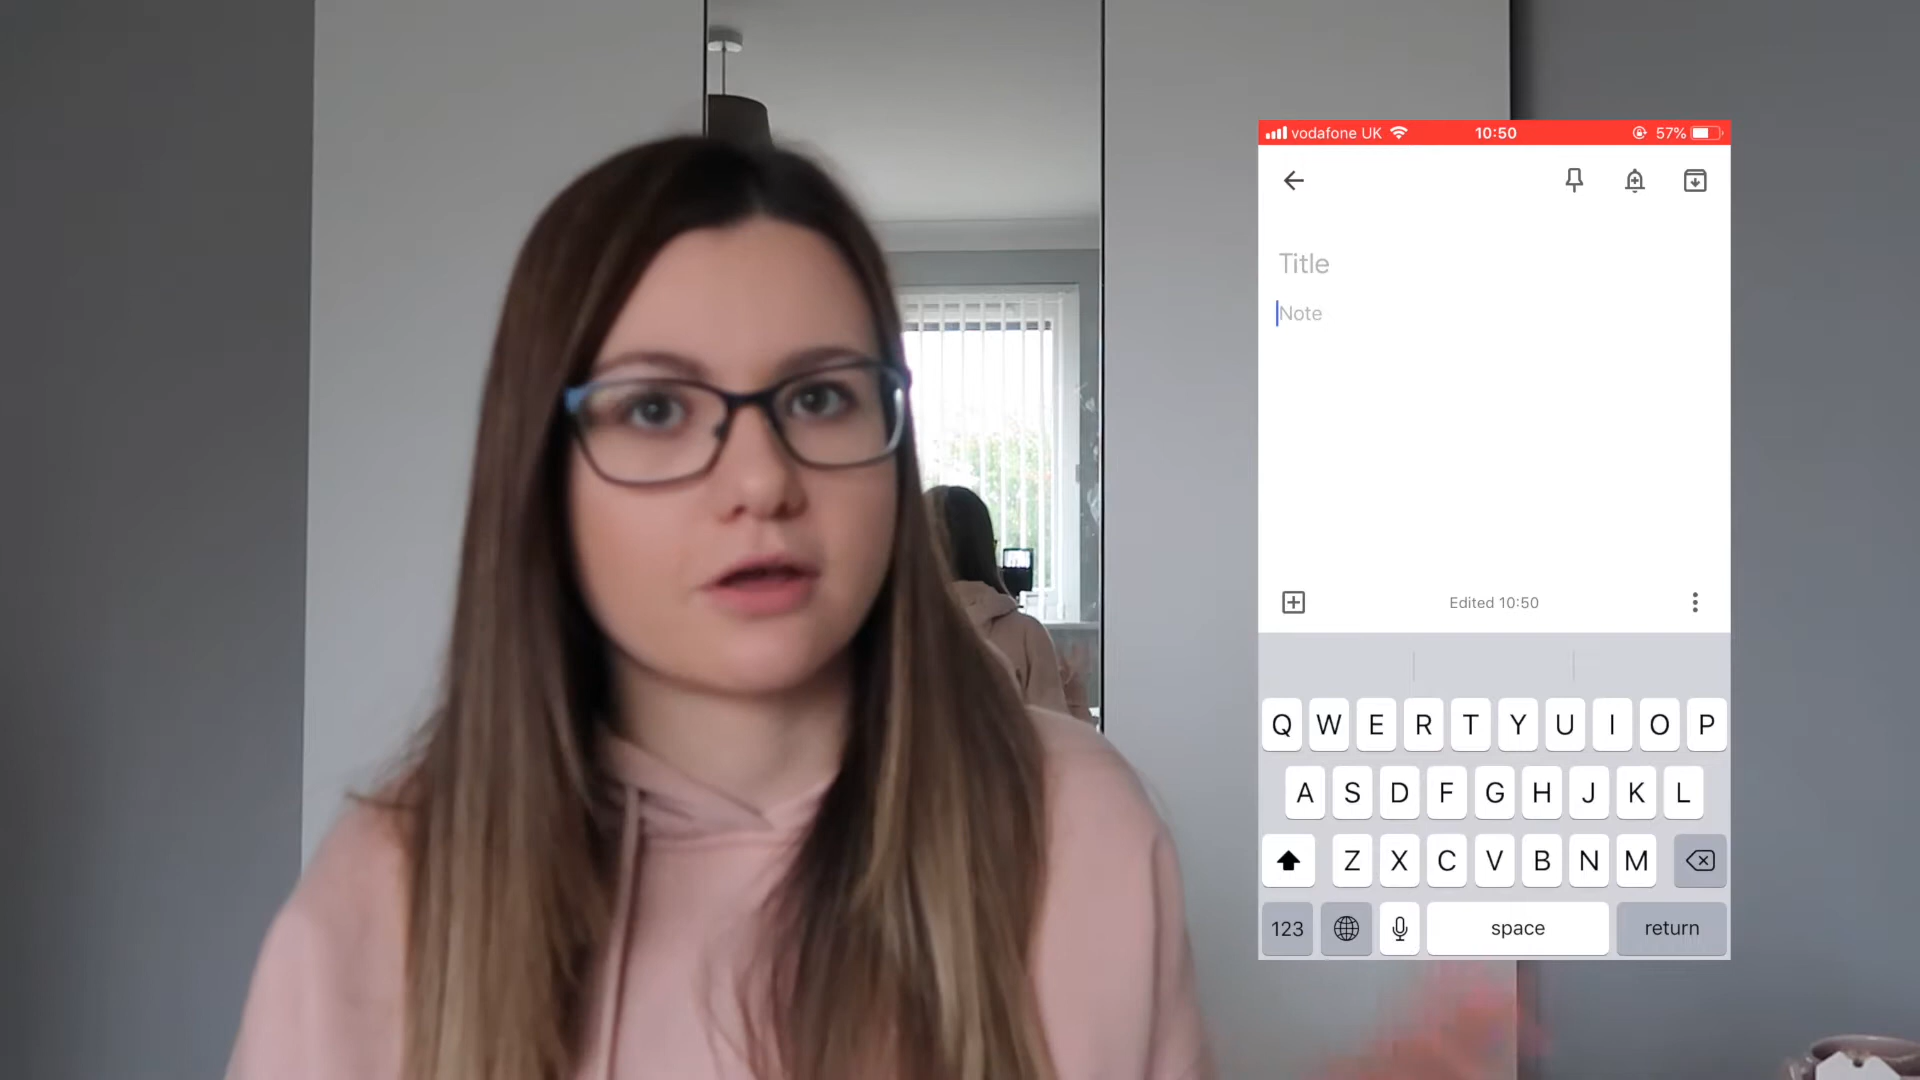 vodafone UK 10:50 57%
Title
Note
Edited 10:50
Q W E R T Y U I O P
A S D F G H J K L
Z X C V B N M
123 space return